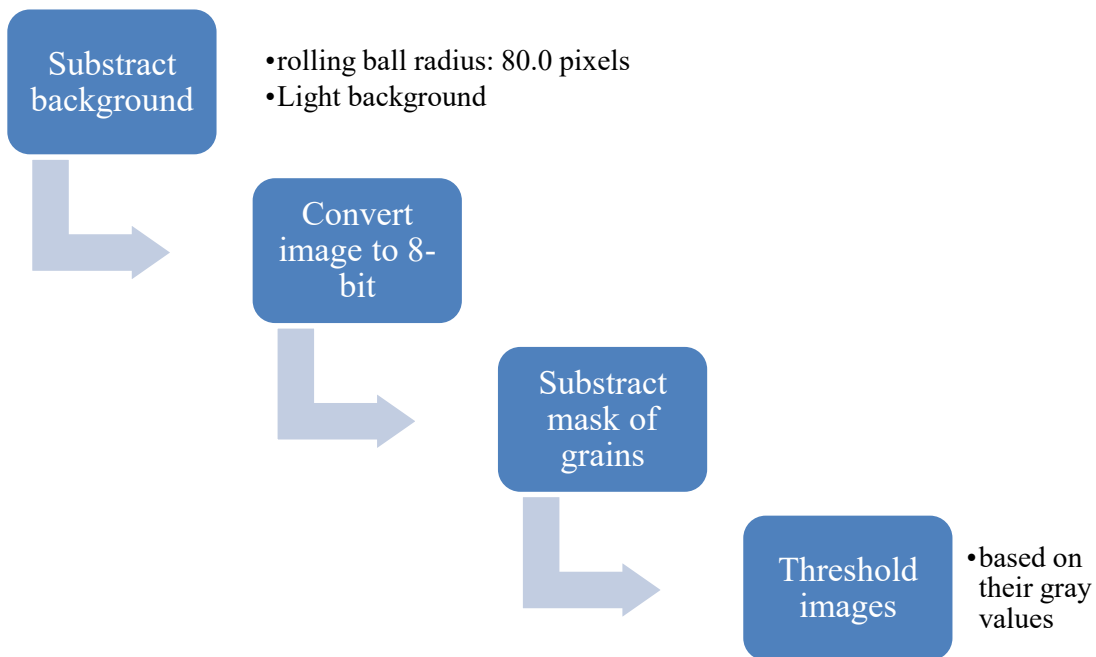 Substract
background
•rolling ball radius: 80.0 pixels
•Light background
Convert
image to 8-
bit
Substract
mask of
grains
Threshold
images
•based on
their gray
values